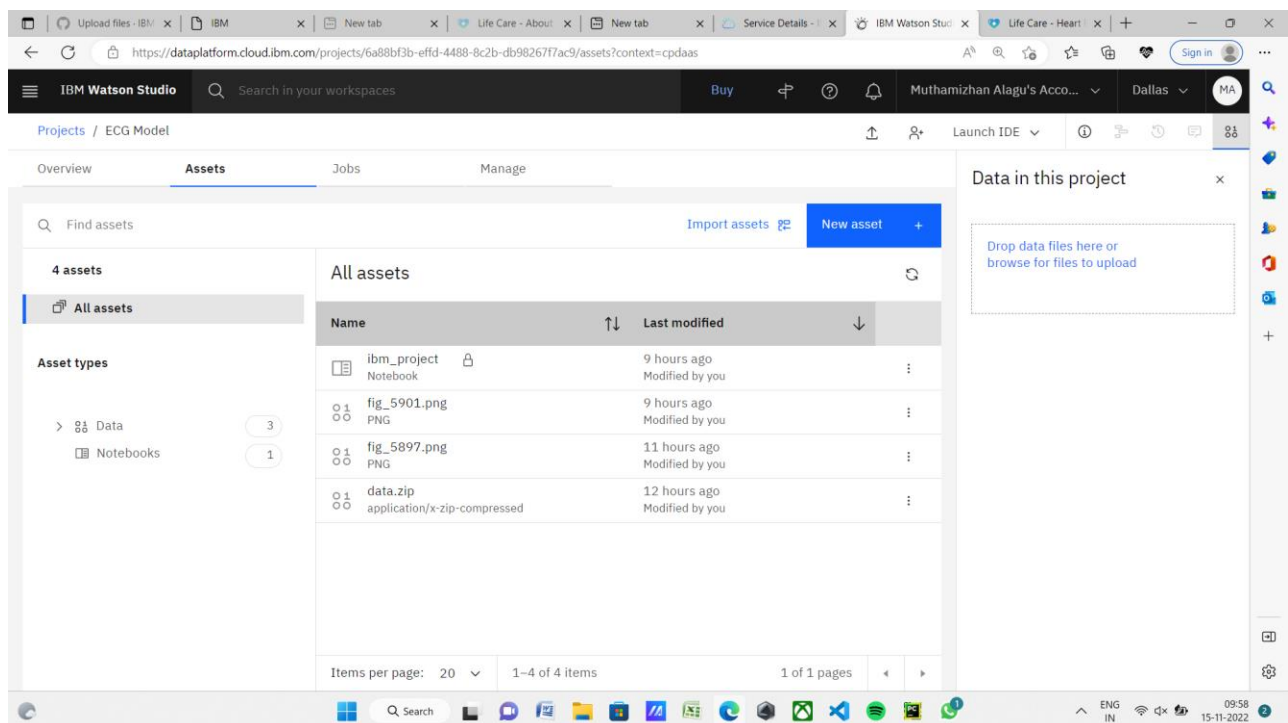 Upload files · IBM
IBM
New tab
Life Care - About
New tab
Service Details - I
IBM Watson Stud
Life Care - Heart
https://dataplatform.cloud.ibm.com/projects/6a88bf3b-effd-4488-8c2b-db98267f7ac9/assets?context=cpdaas
Sign in
IBM Watson Studio
Search in your workspaces
Buy
Muthamizhan Alagu's Acco...
Dallas
MA
Projects / ECG Model
Launch IDE
Overview
Assets
Jobs
Manage
Data in this project
Find assets
Import assets
New asset +
Drop data files here or
browse for files to upload
4 assets
All assets
All assets
Name
Last modified
Asset types
Data 3
Notebooks 1
ibm_project
Notebook
9 hours ago
Modified by you
fig_5901.png
PNG
9 hours ago
Modified by you
fig_5897.png
PNG
11 hours ago
Modified by you
data.zip
application/x-zip-compressed
12 hours ago
Modified by you
Items per page: 20
1–4 of 4 items
1 of 1 pages
Search
ENG
IN
09:58
15-11-2022
2